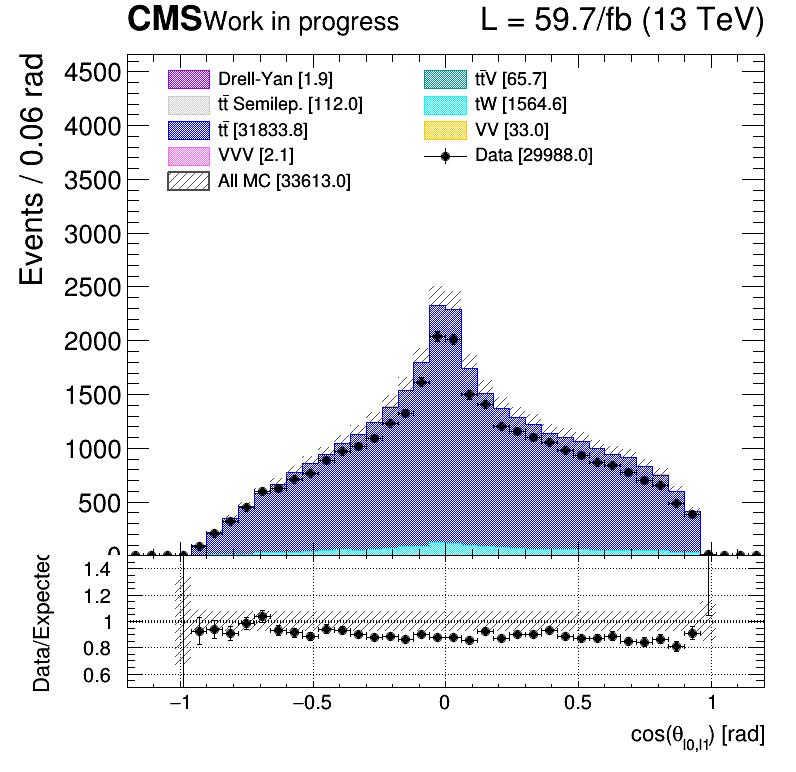 CMS Work in progress L = 59.7/fb (13 TeV)
Events / 0.06 rad
4500
4000
3500
3000
2500
2000
1500
1000
500
0
Drell-Yan [1.9]
tt̄ Semilep. [112.0]
tt̄ [31833.8]
VVV [2.1]
All MC [33613.0]
tt̄V [65.7]
tW [1564.6]
VV [33.0]
Data [29988.0]
Data/Expected
1.4
1.2
1
0.8
0.6
−1 −0.5 0 0.5 1
cos(θ_l0,l1) [rad]